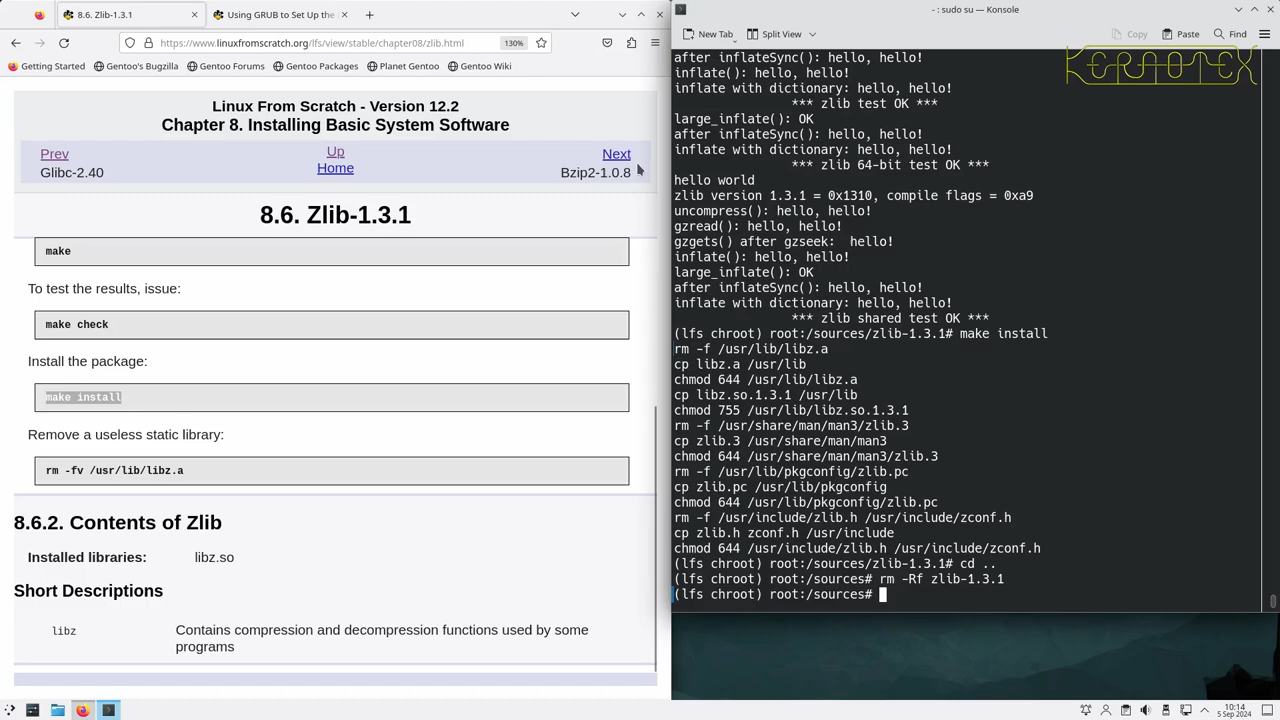 8.6. Zlib-1.3.1
Using GRUB to Set Up the
https://www.linuxfromscratch.org/lfs/view/stable/chapter08/zlib.html
130%
Getting Started
Gentoo's Bugzilla
Gentoo Forums
Gentoo Packages
Planet Gentoo
Gentoo Wiki
Linux From Scratch - Version 12.2
Chapter 8. Installing Basic System Software
Prev
Up
Next
Glibc-2.40
Home
Bzip2-1.0.8
8.6. Zlib-1.3.1
make
To test the results, issue:
make check
Install the package:
make install
Remove a useless static library:
rm -fv /usr/lib/libz.a
8.6.2. Contents of Zlib
Installed libraries: libz.so
Short Descriptions
libz
Contains compression and decompression functions used by some
programs
- : sudo su — Konsole
New Tab
Split View
Copy
Paste
Find
KERNOTEX
after inflateSync(): hello, hello!
inflate(): hello, hello!
inflate with dictionary: hello, hello!
*** zlib test OK ***
large_inflate(): OK
after inflateSync(): hello, hello!
inflate with dictionary: hello, hello!
*** zlib 64-bit test OK ***
hello world
zlib version 1.3.1 = 0x1310, compile flags = 0xa9
uncompress(): hello, hello!
gzread(): hello, hello!
gzgets() after gzseek:  hello!
inflate(): hello, hello!
large_inflate(): OK
after inflateSync(): hello, hello!
inflate with dictionary: hello, hello!
*** zlib shared test OK ***
(lfs chroot) root:/sources/zlib-1.3.1# make install
rm -f /usr/lib/libz.a
cp libz.a /usr/lib
chmod 644 /usr/lib/libz.a
cp libz.so.1.3.1 /usr/lib
chmod 755 /usr/lib/libz.so.1.3.1
rm -f /usr/share/man/man3/zlib.3
cp zlib.3 /usr/share/man/man3
chmod 644 /usr/share/man/man3/zlib.3
rm -f /usr/lib/pkgconfig/zlib.pc
cp zlib.pc /usr/lib/pkgconfig
chmod 644 /usr/lib/pkgconfig/zlib.pc
rm -f /usr/include/zlib.h /usr/include/zconf.h
cp zlib.h zconf.h /usr/include
chmod 644 /usr/include/zlib.h /usr/include/zconf.h
(lfs chroot) root:/sources/zlib-1.3.1# cd ..
(lfs chroot) root:/sources# rm -Rf zlib-1.3.1
(lfs chroot) root:/sources#
10:14
5 Sep 2024